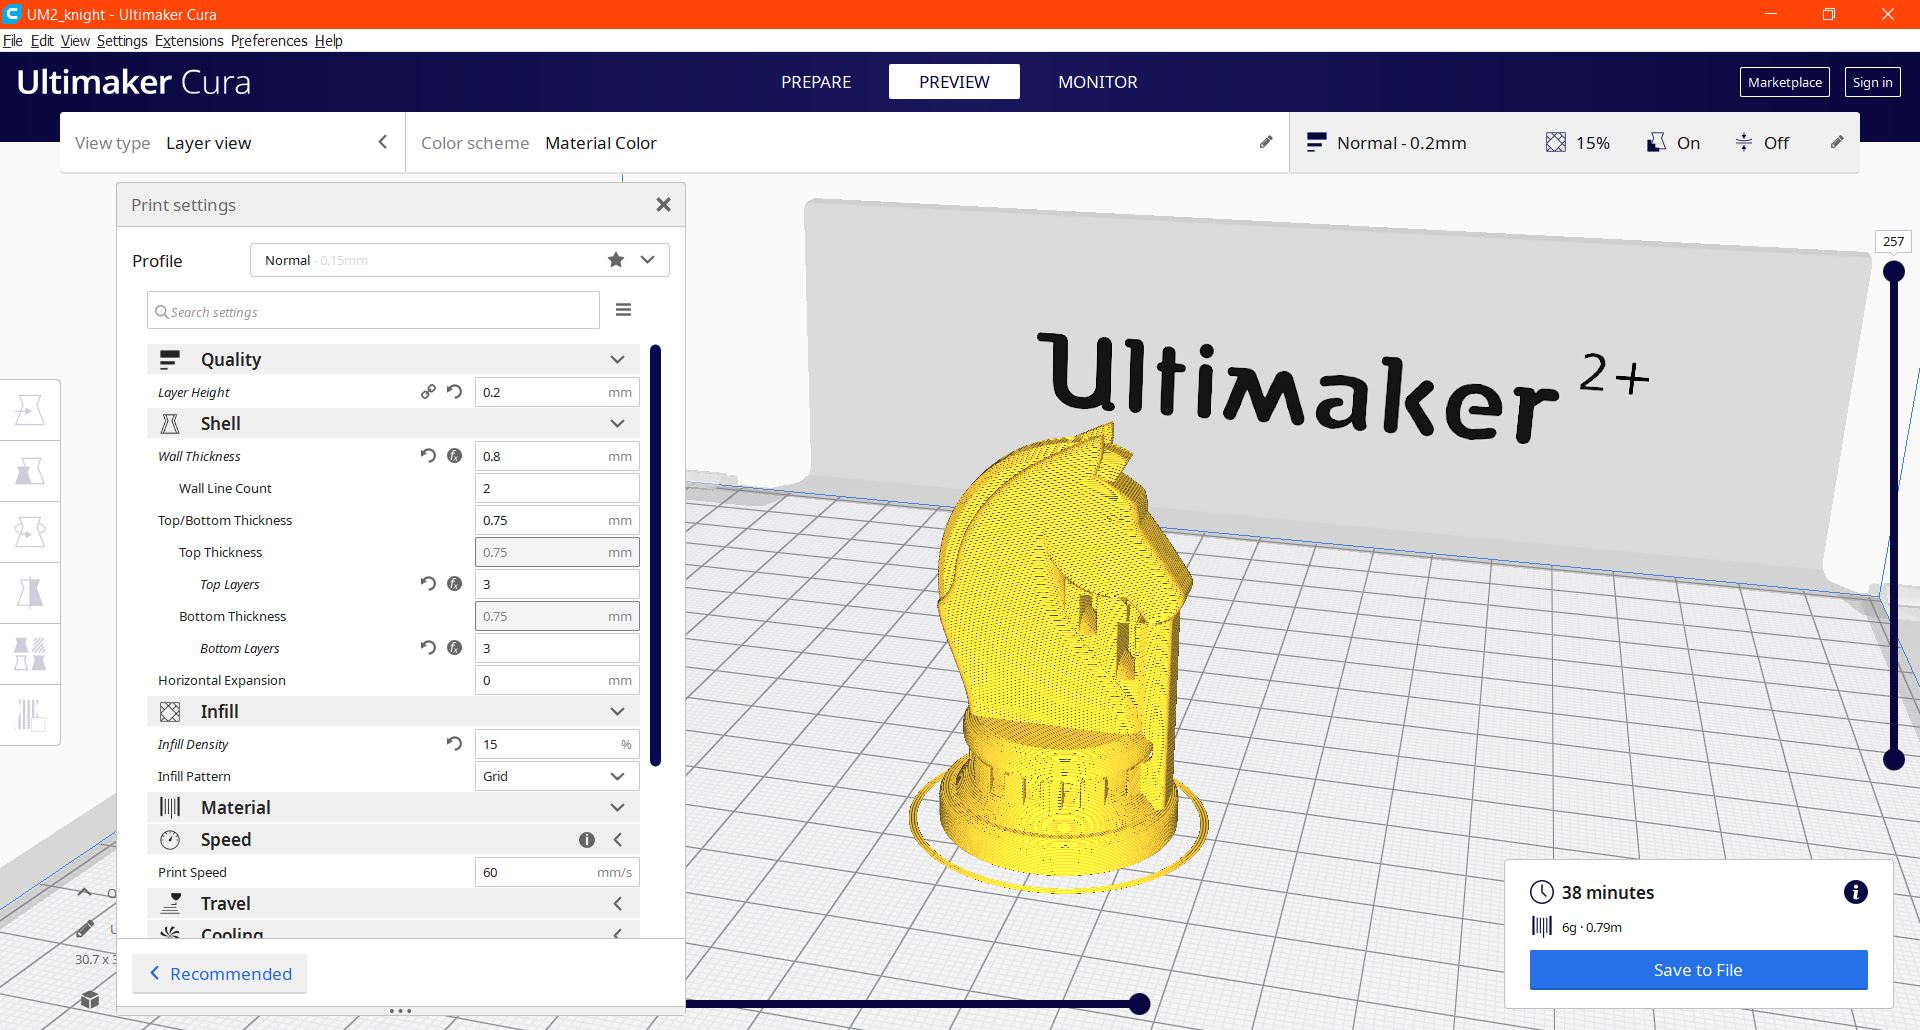 UM2_knight - Ultimaker Cura
File Edit View Settings Extensions Preferences Help
Ultimaker Cura
PREPARE PREVIEW MONITOR
Marketplace Sign in
View type Layer view
Color scheme Material Color
Normal - 0.2mm 15% On Off
Print settings
Profile Normal - 0.15mm
Search settings
Quality
Layer Height 0.2 mm
Shell
Wall Thickness 0.8 mm
Wall Line Count 2
Top/Bottom Thickness 0.75 mm
Top Thickness 0.75 mm
Top Layers 3
Bottom Thickness 0.75 mm
Bottom Layers 3
Horizontal Expansion 0 mm
Infill
Infill Density 15 %
Infill Pattern Grid
Material
Speed
Print Speed 60 mm/s
Travel
Cooling
Recommended
30.7 x
257
Ultimaker 2+
38 minutes
6g · 0.79m
Save to File